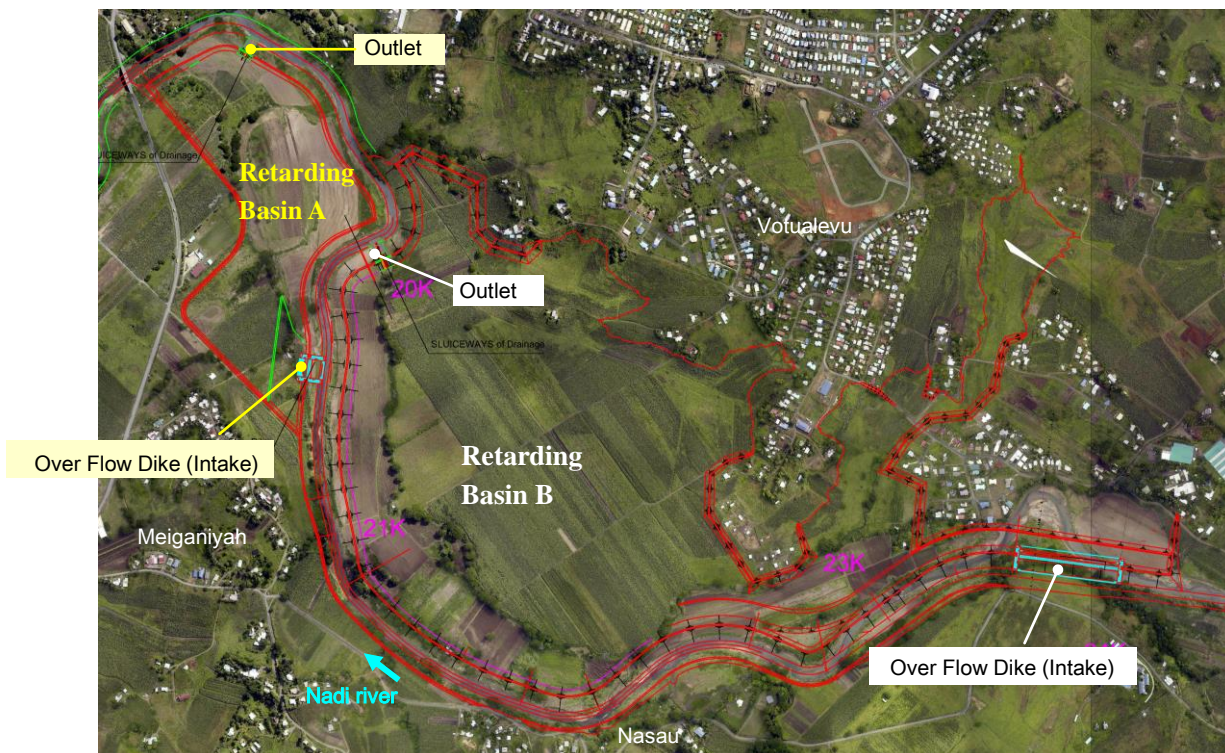 Outlet
UICEWAYS of Drainage
Retarding
Basin A
Votualevu
20K
Outlet
SLUICEWAYS of Drainage
Over Flow Dike (Intake)
Retarding
Basin B
21K
Meiganiyah
23K
Over Flow Dike (Intake)
Nadi river
Nasau